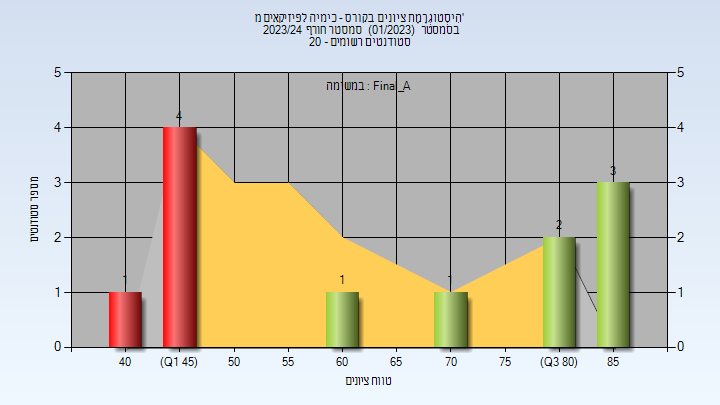 הִיסְטוֹגְרָמַת ציונים בקורס - כימיה לפיזיקאים מ'
בסמסטר (01/2023) סמסטר חורף 2023/24
סטודנטים רשומים - 20
במשימה : Final_A
מספר סטודנטים
5 5
4 4
3 3
2 2
1 1
0 0
1 4 1 1 2 3
40 (Q1 45) 50 55 60 65 70 75 (Q3 80) 85
טווח ציונים